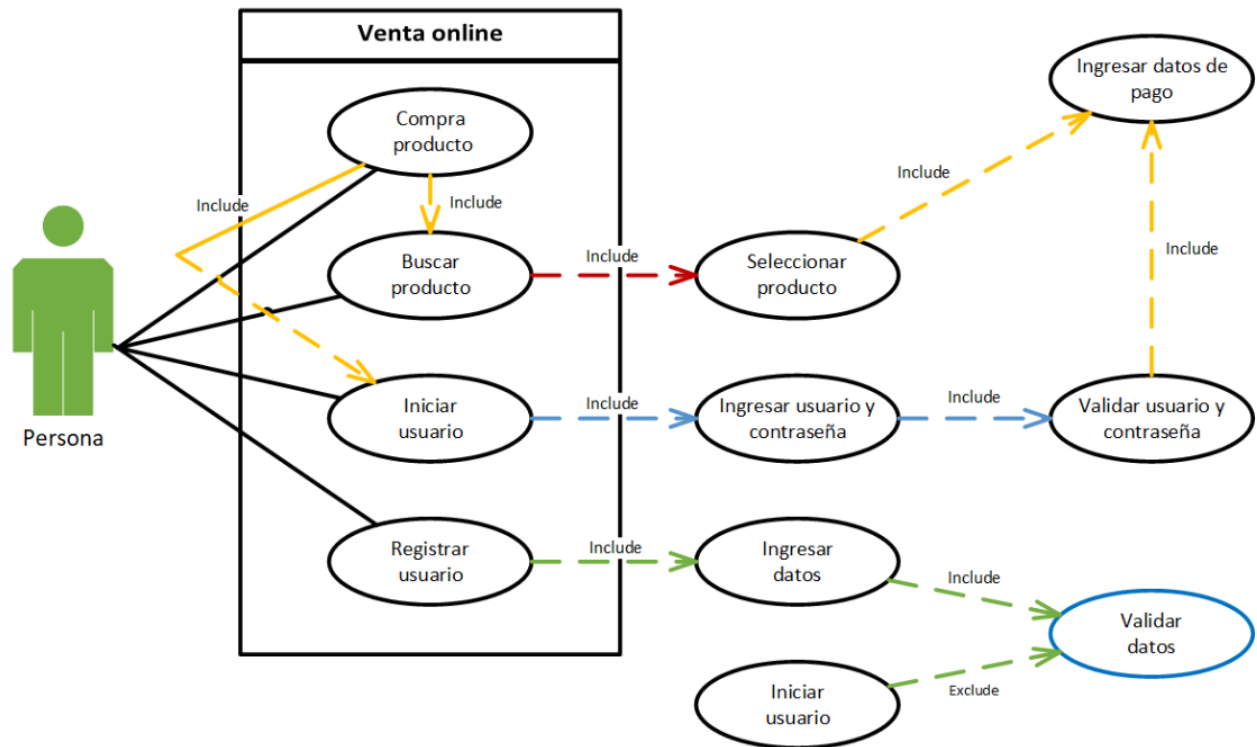 Venta online
Compra
producto
Ingresar datos de
pago
Include
Include
Include
Buscar
producto
Include
Seleccionar
producto
Include
Persona
Iniciar
usuario
Include
Ingresar usuario y
contraseña
Include
Validar usuario y
contraseña
Registrar
usuario
Include
Ingresar
datos
Include
Validar
datos
Iniciar
usuario
Exclude